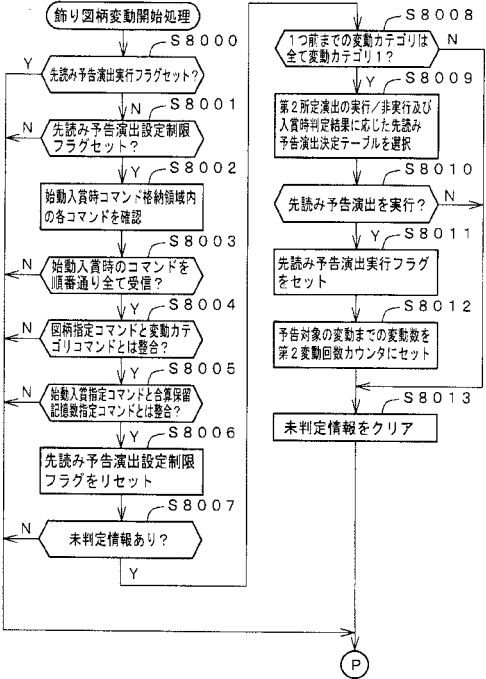 飾り図柄変動開始処理
S8000
先読み予告演出実行フラグセット?
Y
N
S8001
先読み予告演出設定制限
フラグセット?
N
Y
S8002
始動入賞時コマンド格納領域内
の各コマンドを確認
S8003
始動入賞時のコマンドを
順番通り全て受信?
N
Y
S8004
図柄指定コマンドと変動カテ
ゴリコマンドとは整合?
N
Y
S8005
始動入賞指定コマンドと合算保留
記憶数指定コマンドとは整合?
N
Y
S8006
先読み予告演出設定制限
フラグをリセット
S8007
未判定情報あり?
N
Y
S8008
1つ前までの変動カテゴリは
全て変動カテゴリ1?
N
Y
S8009
第2所定演出の実行/非実行及び
入賞時判定結果に応じた先読み
予告演出決定テーブルを選択
S8010
先読み予告演出を実行?
N
Y
S8011
先読み予告演出実行フラグ
をセット
S8012
予告対象の変動までの変動数を
第2変動回数カウンタにセット
S8013
未判定情報をクリア
P